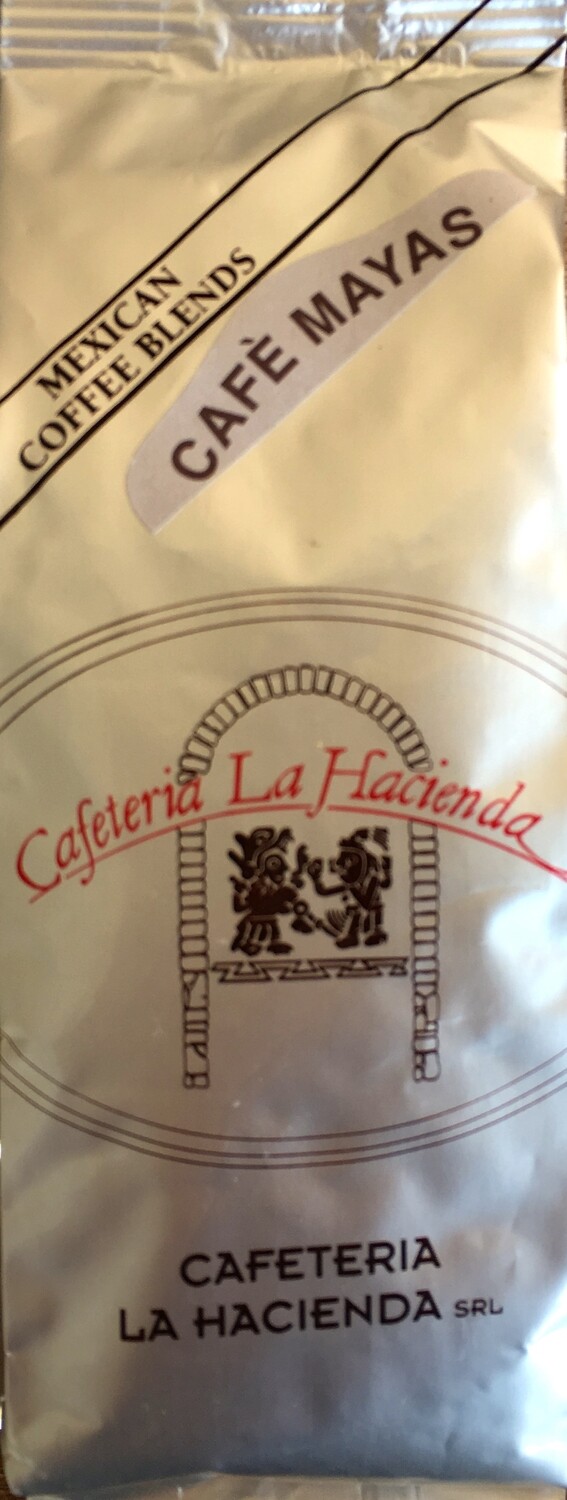 MEXICAN
COFFEE BLENDS
CAFÈ MAYAS
Cafeteria La Hacienda
CAFETERIA
LA HACIENDA SRL